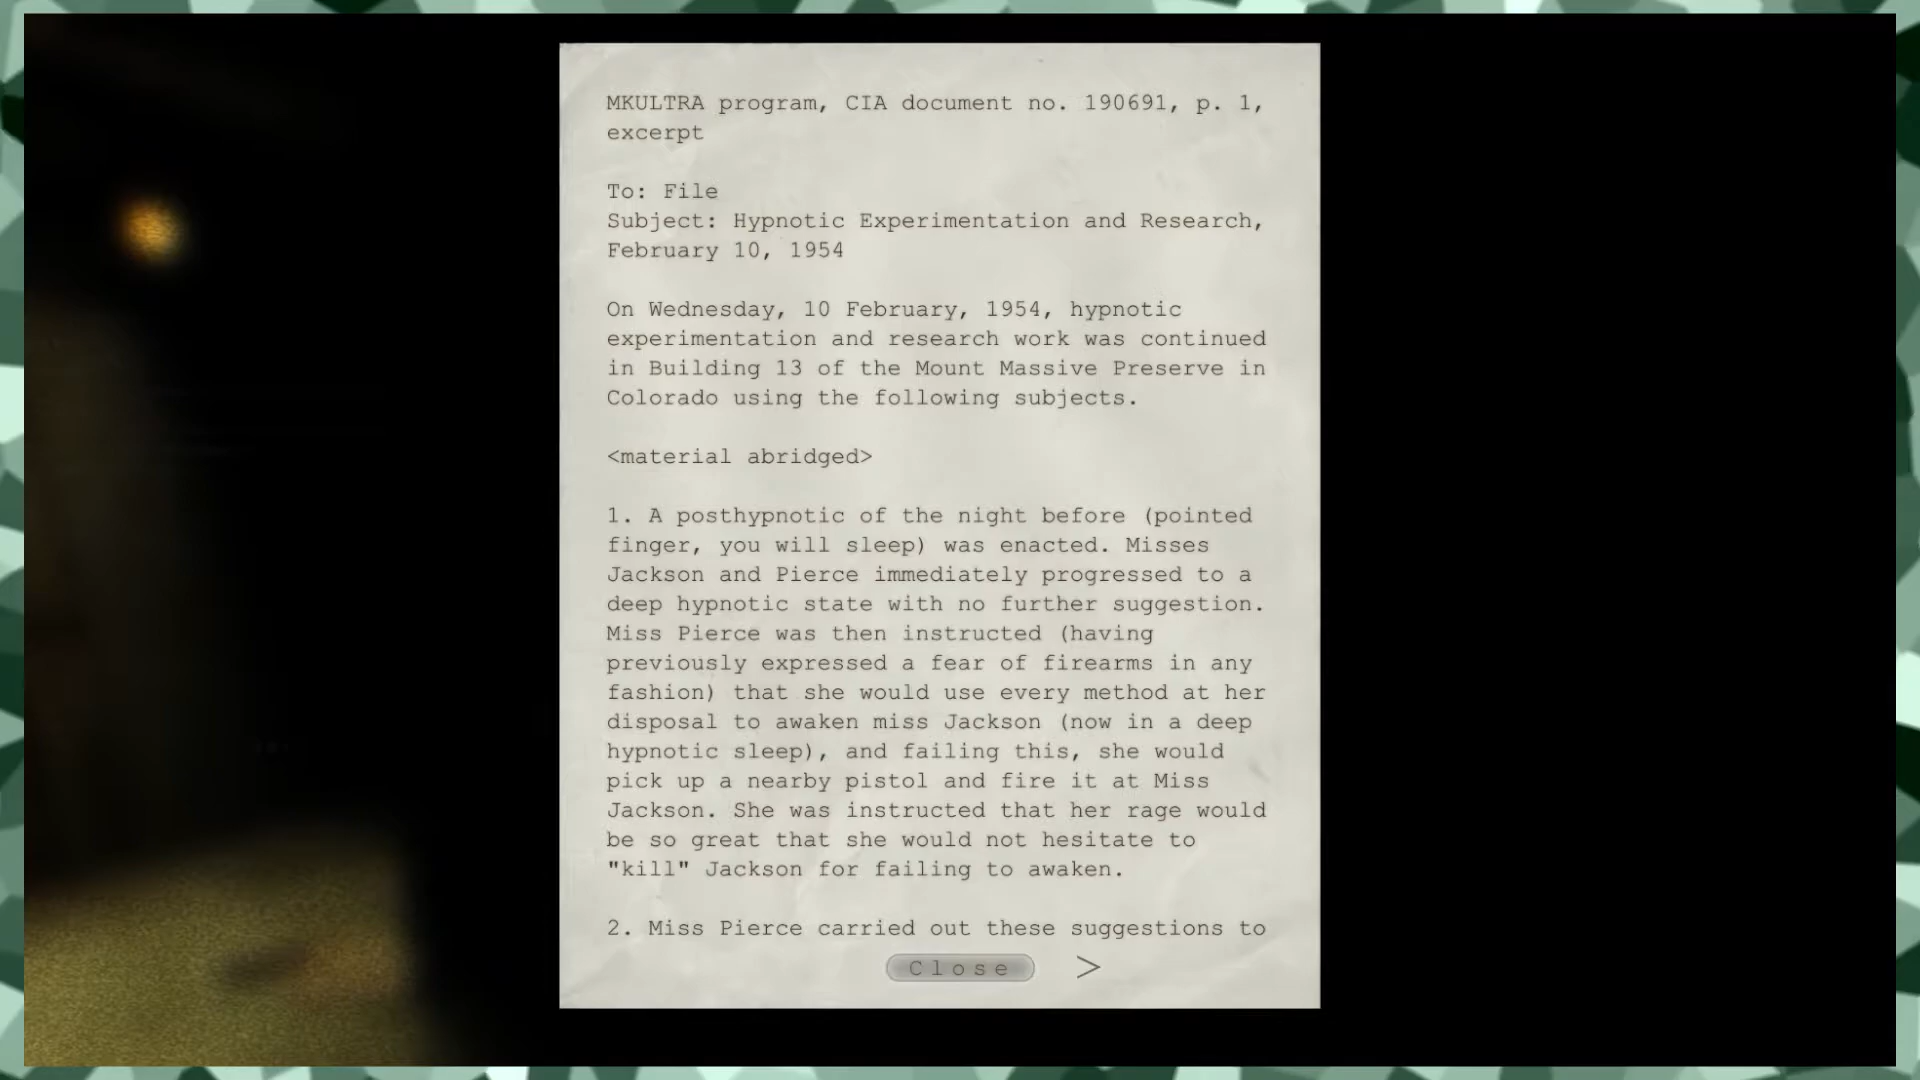 MKULTRA program, CIA document no. 190691, p. 1,
excerpt
To: File
Subject: Hypnotic Experimentation and Research,
February 10, 1954
On Wednesday, 10 February, 1954, hypnotic
experimentation and research work was continued
in Building 13 of the Mount Massive Preserve in
Colorado using the following subjects.
<material abridged>
1. A posthypnotic of the night before (pointed
finger, you will sleep) was enacted. Misses
Jackson and Pierce immediately progressed to a
deep hypnotic state with no further suggestion.
Miss Pierce was then instructed (having
previously expressed a fear of firearms in any
fashion) that she would use every method at her
disposal to awaken miss Jackson (now in a deep
hypnotic sleep), and failing this, she would
pick up a nearby pistol and fire it at Miss
Jackson. She was instructed that her rage would
be so great that she would not hesitate to
"kill" Jackson for failing to awaken.
2. Miss Pierce carried out these suggestions to
Close >